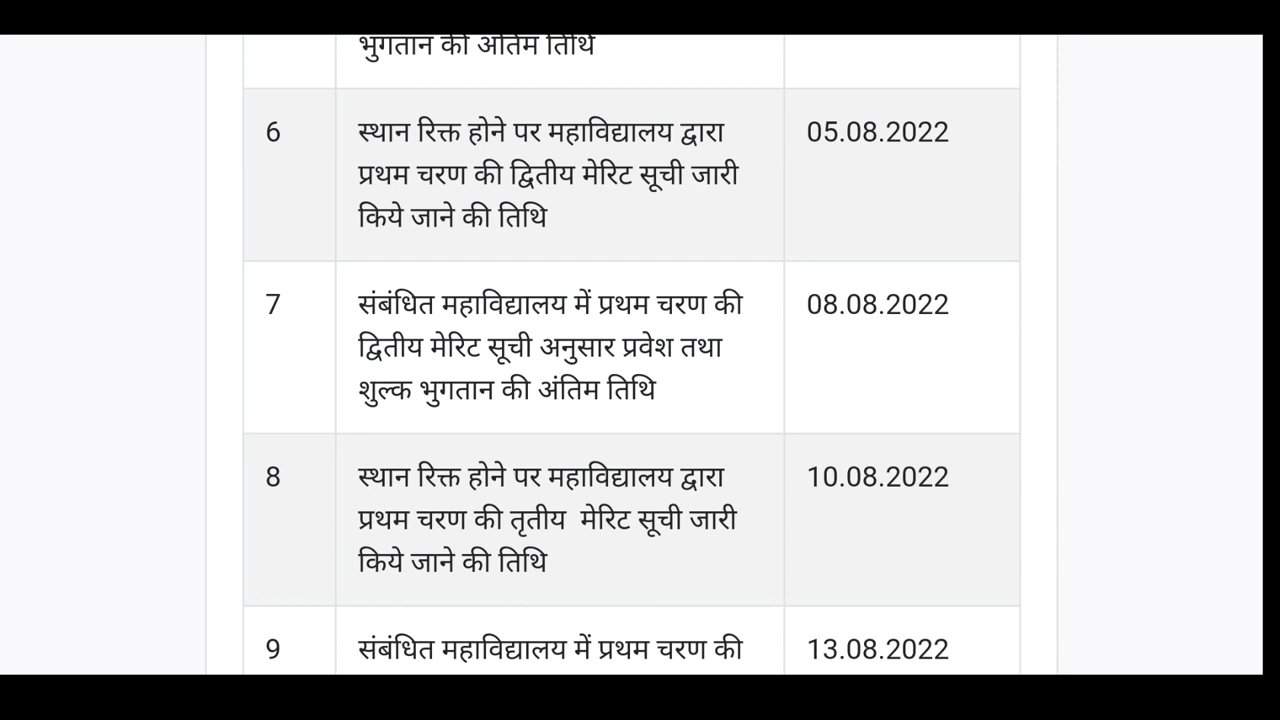 भुगतान की अंतिम तिथि
6
स्थान रिक्त होने पर महाविद्यालय द्वारा
प्रथम चरण की द्वितीय मेरिट सूची जारी
किये जाने की तिथि
05.08.2022
7
संबंधित महाविद्यालय में प्रथम चरण की
द्वितीय मेरिट सूची अनुसार प्रवेश तथा
शुल्क भुगतान की अंतिम तिथि
08.08.2022
8
स्थान रिक्त होने पर महाविद्यालय द्वारा
प्रथम चरण की तृतीय मेरिट सूची जारी
किये जाने की तिथि
10.08.2022
9
संबंधित महाविद्यालय में प्रथम चरण की
13.08.2022